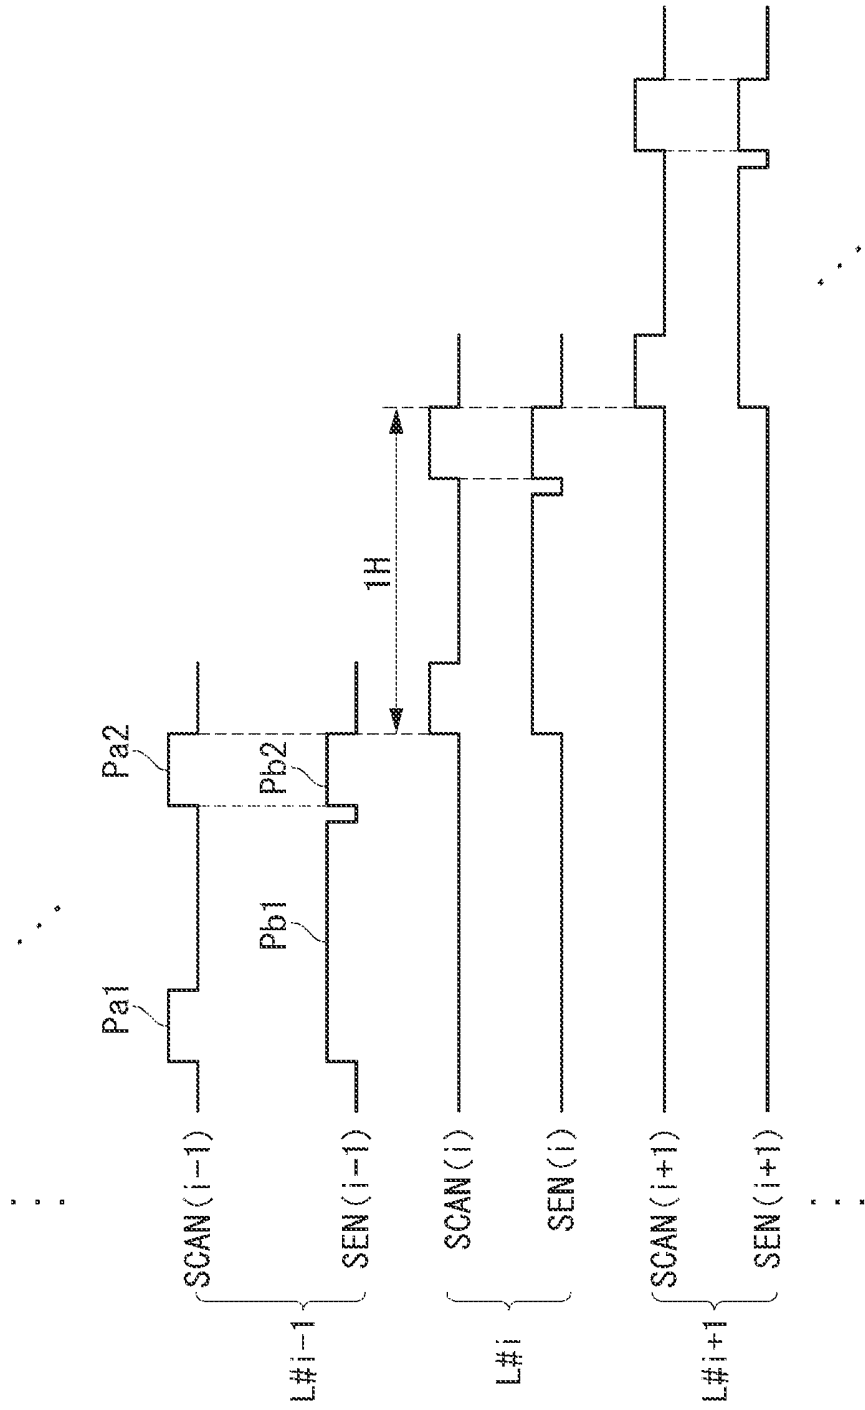 Pa1
Pa2
L#i-1
SCAN(i-1)
Pb1
Pb2
SEN(i-1)
1H
L#i
SCAN(i)
SEN(i)
L#i+1
SCAN(i+1)
SEN(i+1)